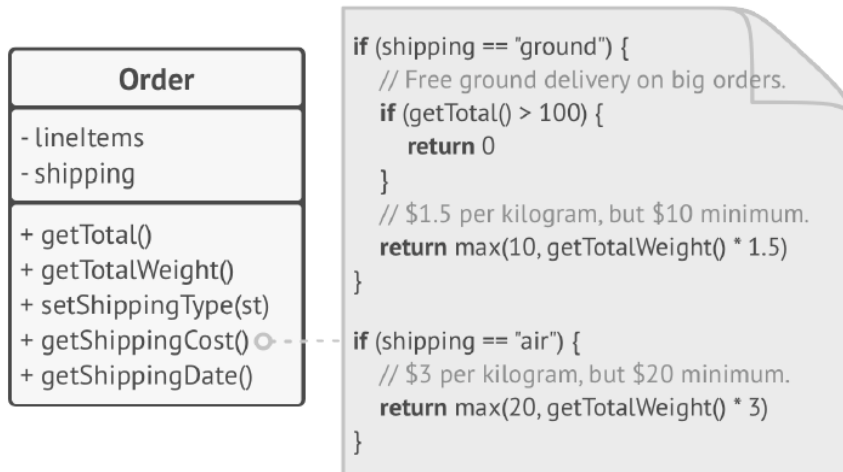 Order
- lineItems
- shipping
+ getTotal()
+ getTotalWeight()
+ setShippingType(st)
+ getShippingCost()
+ getShippingDate()
if (shipping == "ground") {
// Free ground delivery on big orders.
if (getTotal() > 100) {
return 0
}
// $1.5 per kilogram, but $10 minimum.
return max(10, getTotalWeight() * 1.5)
}
if (shipping == "air") {
// $3 per kilogram, but $20 minimum.
return max(20, getTotalWeight() * 3)
}